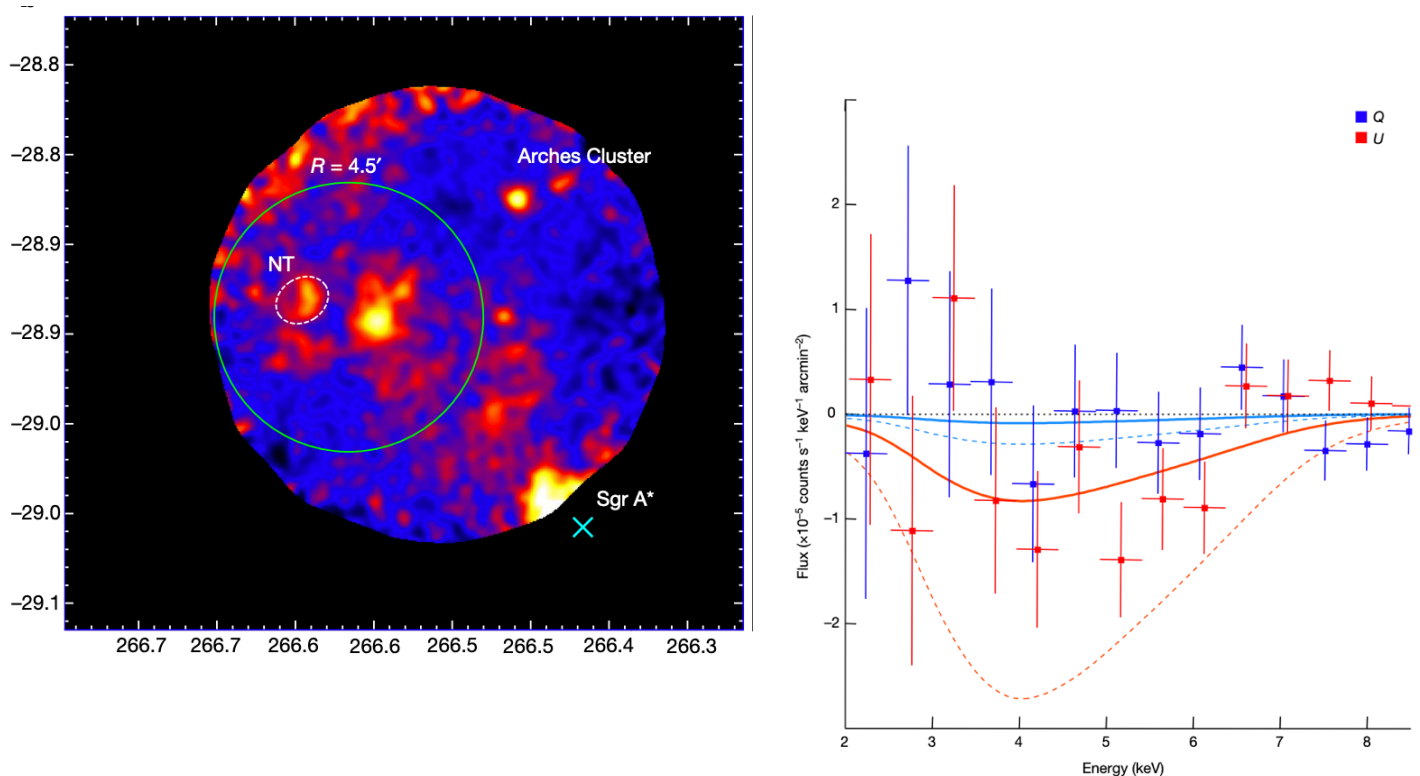 −28.8
−28.8
−28.9
−28.9
−29.0
−29.0
−29.1
R = 4.5′
Arches Cluster
NT
Sgr A*
266.7 266.7 266.6 266.6 266.5 266.5 266.4 266.3
Q
U
Flux (×10⁻⁵ counts s⁻¹ keV⁻¹ arcmin⁻²)
2
1
0
−1
−2
2 3 4 5 6 7 8
Energy (keV)